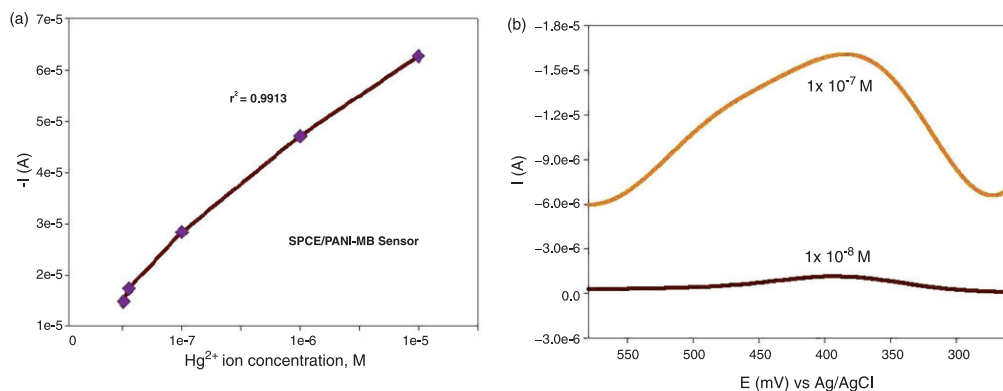 (a)
7e-5
6e-5
5e-5
4e-5
3e-5
2e-5
1e-5
-I (A)
r² = 0.9913
SPCE/PANI-MB Sensor
0
1e-7
1e-6
1e-5
Hg²⁺ ion concentration, M
(b)
−1.8e-5
−1.5e-5
−1.2e-5
−9.0e-6
−6.0e-6
−3.0e-6
0.0
−3.0e-6
I (A)
1x 10⁻⁷ M
1x 10⁻⁸ M
550
500
450
400
350
300
E (mV) vs Ag/AgCl